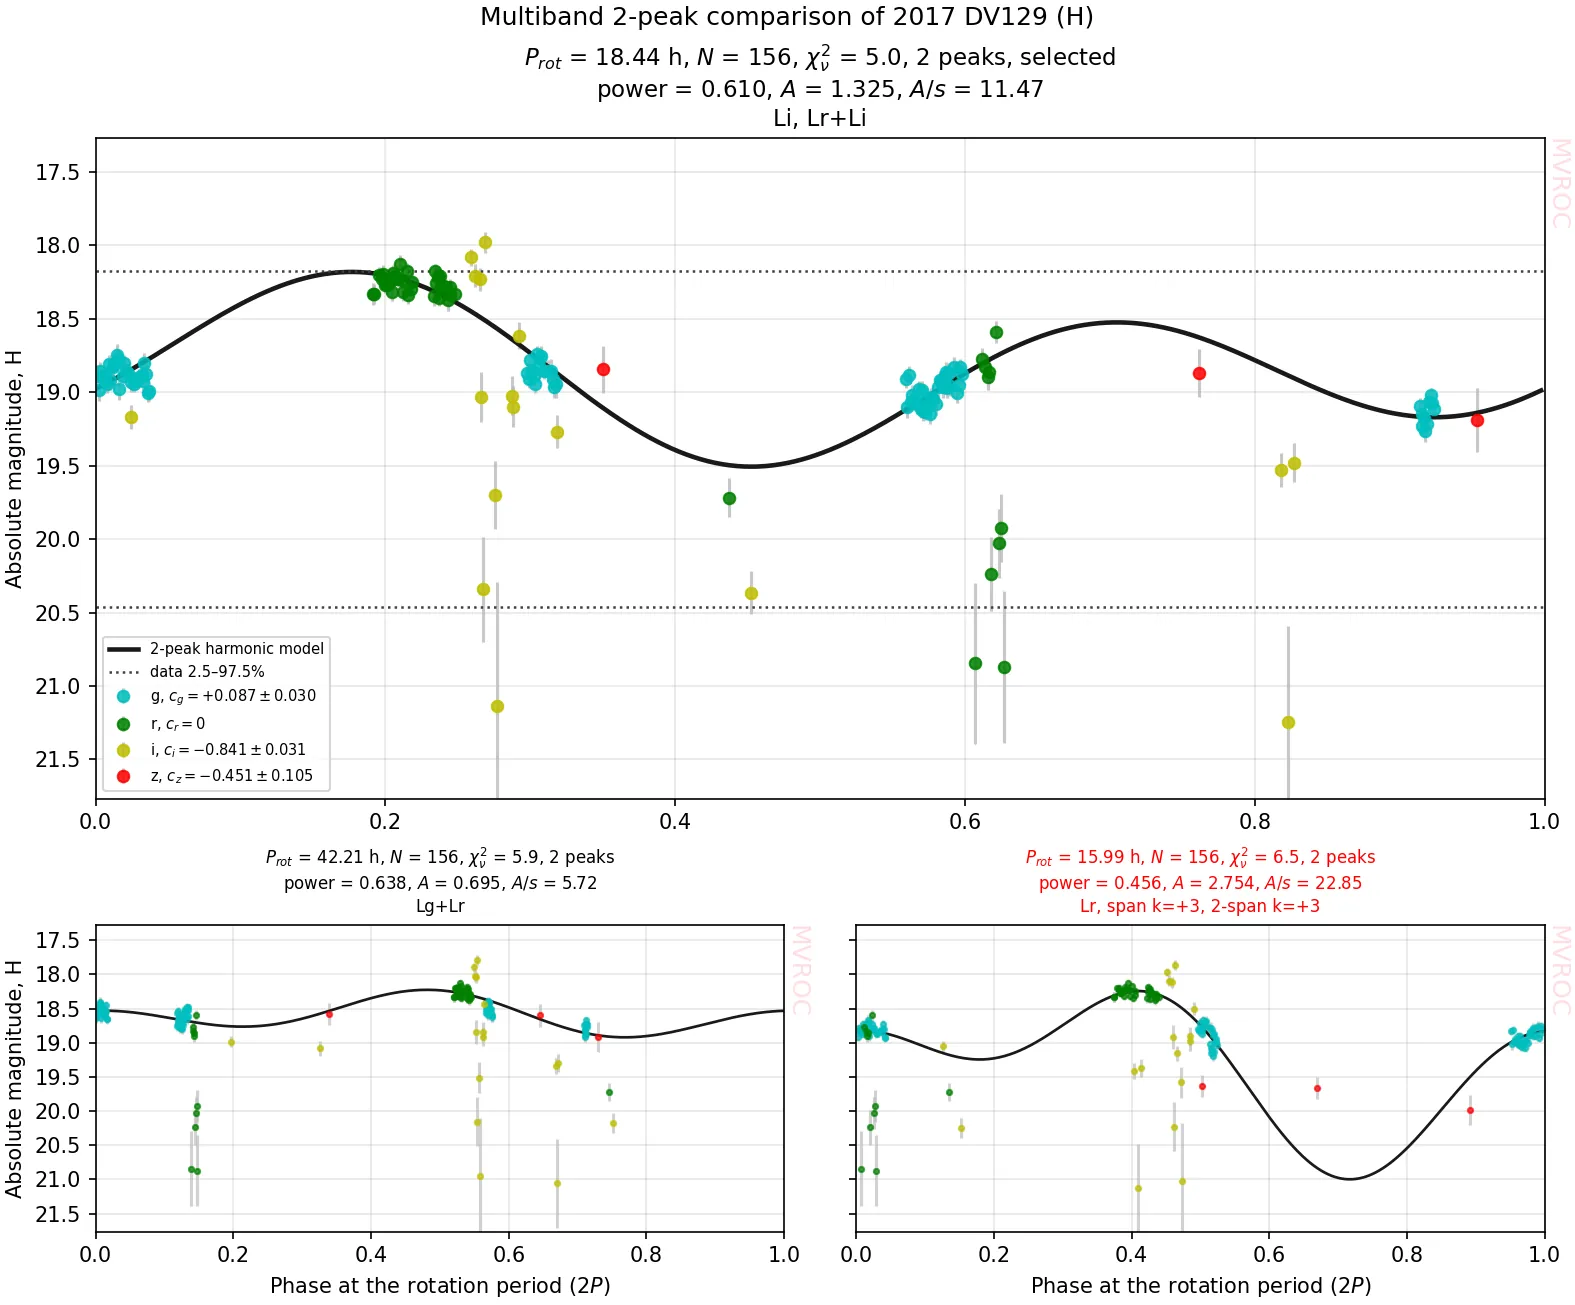 Multiband 2-peak comparison of 2017 DV129 (H)
P_rot = 18.44 h, N = 156, χ²_ν = 5.0, 2 peaks, selected
power = 0.610, A = 1.325, A/s = 11.47
Li, Lr+Li
MVROC
Absolute magnitude, H
17.5
18.0
18.5
19.0
19.5
20.0
20.5
21.0
21.5
2-peak harmonic model
data 2.5–97.5%
g, c_g = +0.087 ± 0.030
r, c_r = 0
i, c_i = −0.841 ± 0.031
z, c_z = −0.451 ± 0.105
0.0 0.2 0.4 0.6 0.8 1.0
P_rot = 42.21 h, N = 156, χ²_ν = 5.9, 2 peaks
power = 0.638, A = 0.695, A/s = 5.72
Lg+Lr
MVROC
Absolute magnitude, H
17.5
18.0
18.5
19.0
19.5
20.0
20.5
21.0
21.5
0.0 0.2 0.4 0.6 0.8 1.0
Phase at the rotation period (2P)
P_rot = 15.99 h, N = 156, χ²_ν = 6.5, 2 peaks
power = 0.456, A = 2.754, A/s = 22.85
Lr, span k=+3, 2-span k=+3
MVROC
0.0 0.2 0.4 0.6 0.8 1.0
Phase at the rotation period (2P)